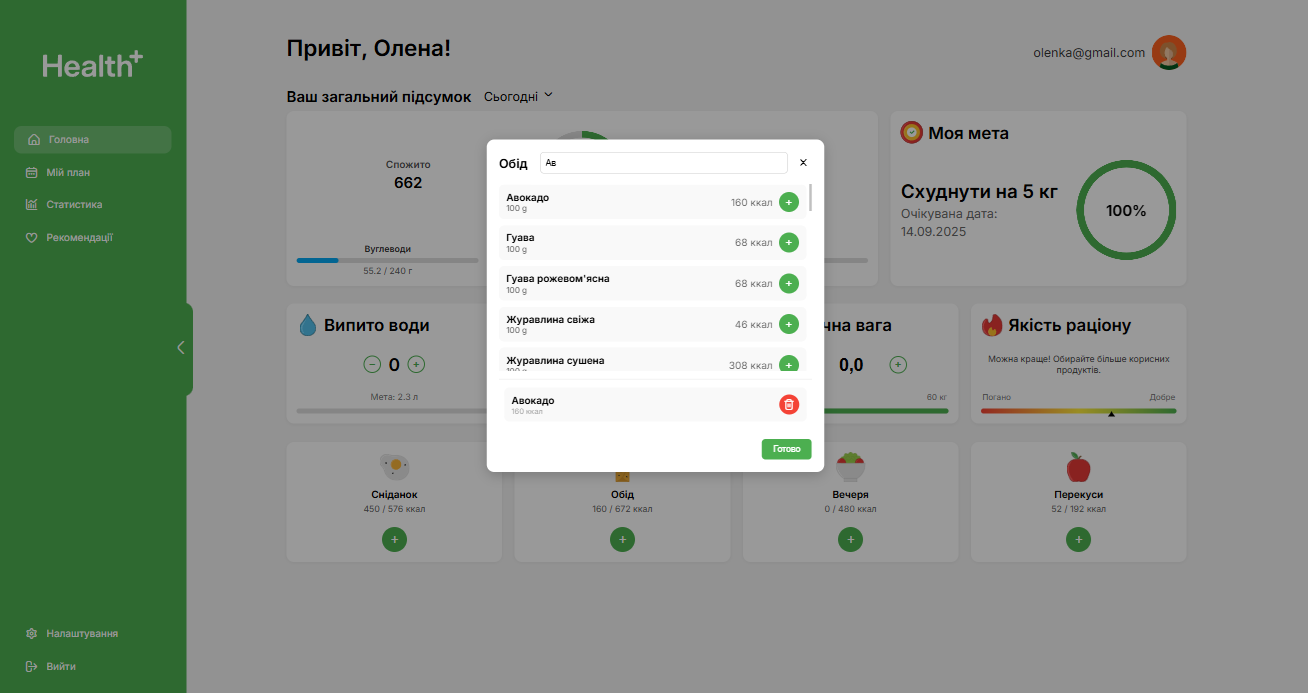 Health+
Головна
Мій план
Статистика
Рекомендації
Налаштування
Вийти
Привіт, Олена!
olenka@gmail.com
Ваш загальний підсумок
Сьогодні
Спожито
662
Вуглеводи
55.2 / 240 г
Моя мета
Схуднути на 5 кг
Очікувана дата:
14.09.2025
100%
Обід
Ав
Авокадо
100 g
160 ккал
Гуава
100 g
68 ккал
Гуава рожевом'ясна
100 g
68 ккал
Журавлина свіжа
100 g
46 ккал
Журавлина сушена
100 g
308 ккал
Авокадо
160 ккал
Готово
Випито води
0
Мета: 2.3 л
чна вага
0,0
60 кг
Якість раціону
Можна краще! Обирайте більше корисних
продуктів.
Погано
Добре
Сніданок
450 / 576 ккал
Обід
160 / 672 ккал
Вечеря
0 / 480 ккал
Перекуси
52 / 192 ккал